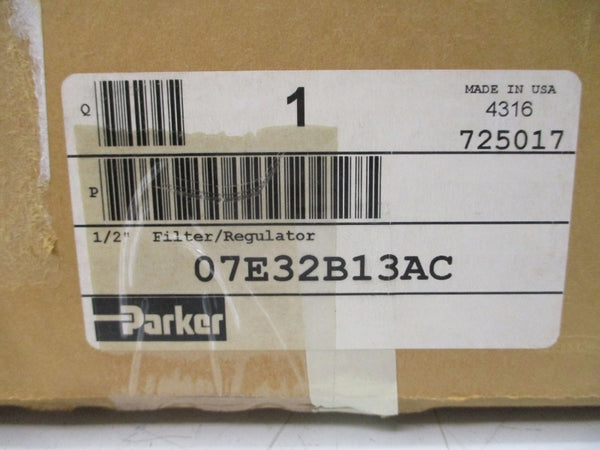 Q
1
MADE IN USA
4316
725017
P
1/2" Filter/Regulator
07E32B13AC
Parker